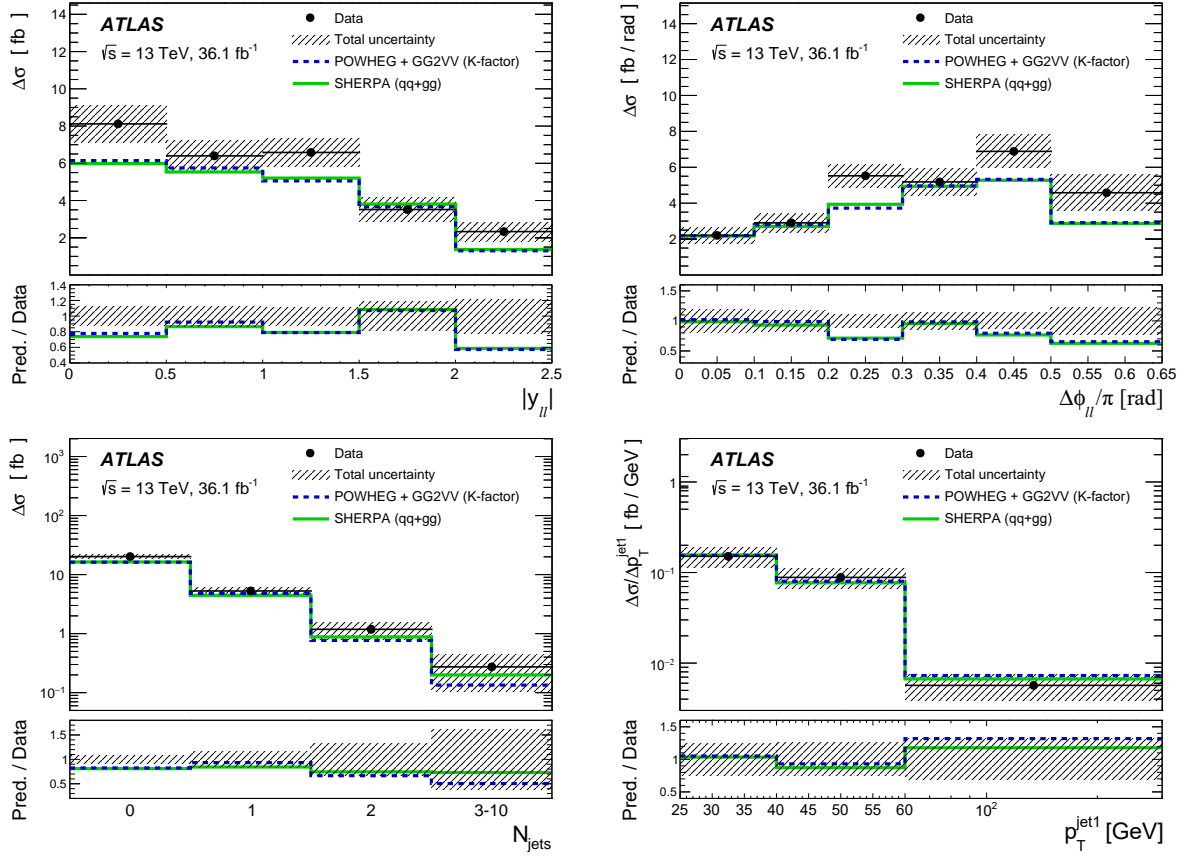 Δσ [ fb ]
14
12
10
8
6
4
2
ATLAS
√s = 13 TeV, 36.1 fb⁻¹
Data
Total uncertainty
POWHEG + GG2VV (K-factor)
SHERPA (qq+gg)
Pred. / Data
1.4
1.2
1.0
0.8
0.6
0.4
0 0.5 1 1.5 2 2.5
|y_ll|
Δσ [ fb / rad ]
14
12
10
8
6
4
2
ATLAS
√s = 13 TeV, 36.1 fb⁻¹
Data
Total uncertainty
POWHEG + GG2VV (K-factor)
SHERPA (qq+gg)
Pred. / Data
1.5
1.0
0.5
0 0.05 0.1 0.15 0.2 0.25 0.3 0.35 0.4 0.45 0.5 0.55 0.6 0.65
Δϕ_ll/π [rad]
Δσ [ fb ]
10³
10²
10
1
10⁻¹
ATLAS
√s = 13 TeV, 36.1 fb⁻¹
Data
Total uncertainty
POWHEG + GG2VV (K-factor)
SHERPA (qq+gg)
Pred. / Data
1.5
1.0
0.5
0 1 2 3-10
N_jets
Δσ/Δp_T^jet1 [ fb / GeV ]
1
10⁻¹
10⁻²
ATLAS
√s = 13 TeV, 36.1 fb⁻¹
Data
Total uncertainty
POWHEG + GG2VV (K-factor)
SHERPA (qq+gg)
Pred. / Data
1.5
1.0
0.5
25 30 35 40 45 50 55 60 10²
p_T^jet1 [GeV]